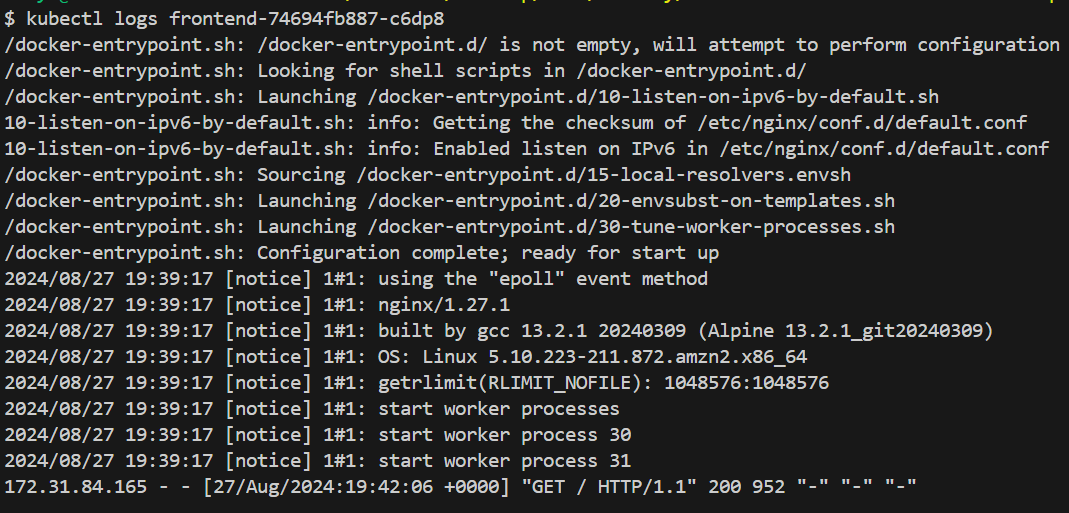 $ kubectl logs frontend-74694fb887-c6dp8
/docker-entrypoint.sh: /docker-entrypoint.d/ is not empty, will attempt to perform configuration
/docker-entrypoint.sh: Looking for shell scripts in /docker-entrypoint.d/
/docker-entrypoint.sh: Launching /docker-entrypoint.d/10-listen-on-ipv6-by-default.sh
10-listen-on-ipv6-by-default.sh: info: Getting the checksum of /etc/nginx/conf.d/default.conf
10-listen-on-ipv6-by-default.sh: info: Enabled listen on IPv6 in /etc/nginx/conf.d/default.conf
/docker-entrypoint.sh: Sourcing /docker-entrypoint.d/15-local-resolvers.envsh
/docker-entrypoint.sh: Launching /docker-entrypoint.d/20-envsubst-on-templates.sh
/docker-entrypoint.sh: Launching /docker-entrypoint.d/30-tune-worker-processes.sh
/docker-entrypoint.sh: Configuration complete; ready for start up
2024/08/27 19:39:17 [notice] 1#1: using the "epoll" event method
2024/08/27 19:39:17 [notice] 1#1: nginx/1.27.1
2024/08/27 19:39:17 [notice] 1#1: built by gcc 13.2.1 20240309 (Alpine 13.2.1_git20240309)
2024/08/27 19:39:17 [notice] 1#1: OS: Linux 5.10.223-211.872.amzn2.x86_64
2024/08/27 19:39:17 [notice] 1#1: getrlimit(RLIMIT_NOFILE): 1048576:1048576
2024/08/27 19:39:17 [notice] 1#1: start worker processes
2024/08/27 19:39:17 [notice] 1#1: start worker process 30
2024/08/27 19:39:17 [notice] 1#1: start worker process 31
172.31.84.165 - - [27/Aug/2024:19:42:06 +0000] "GET / HTTP/1.1" 200 952 "-" "-" "-"